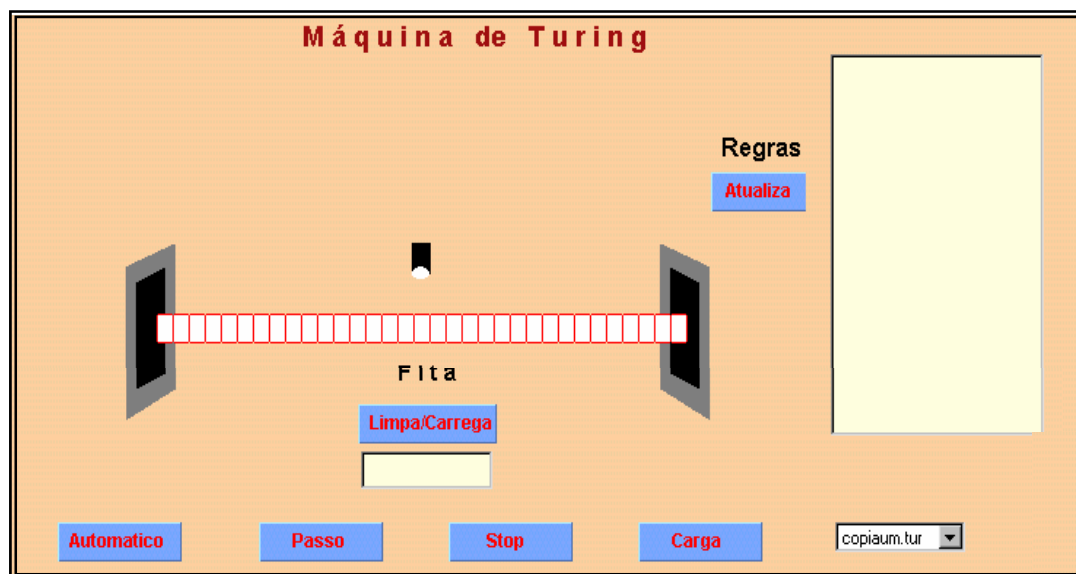 Máquina de Turing
Regras
Atualiza
Fita
Limpa/Carrega
Automatico
Passo
Stop
Carga
copiaum.tur